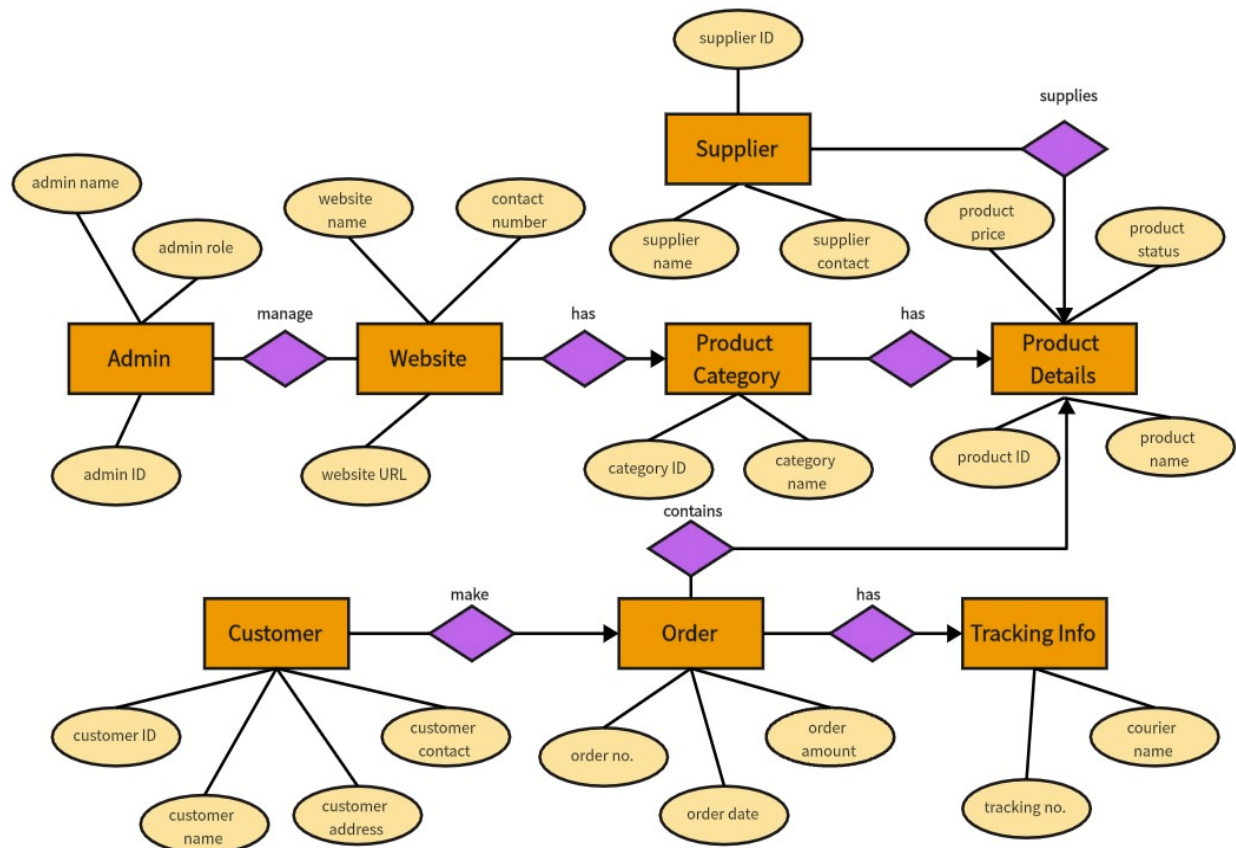 supplier ID
supplies
Supplier
admin name
website
name
contact
number
product
price
product
status
admin role
supplier
name
supplier
contact
manage
has
has
Admin
Website
Product
Category
Product
Details
admin ID
website URL
category ID
category
name
product ID
product
name
contains
make
has
Customer
Order
Tracking Info
customer ID
customer
contact
order no.
order
amount
courier
name
customer
name
customer
address
order date
tracking no.